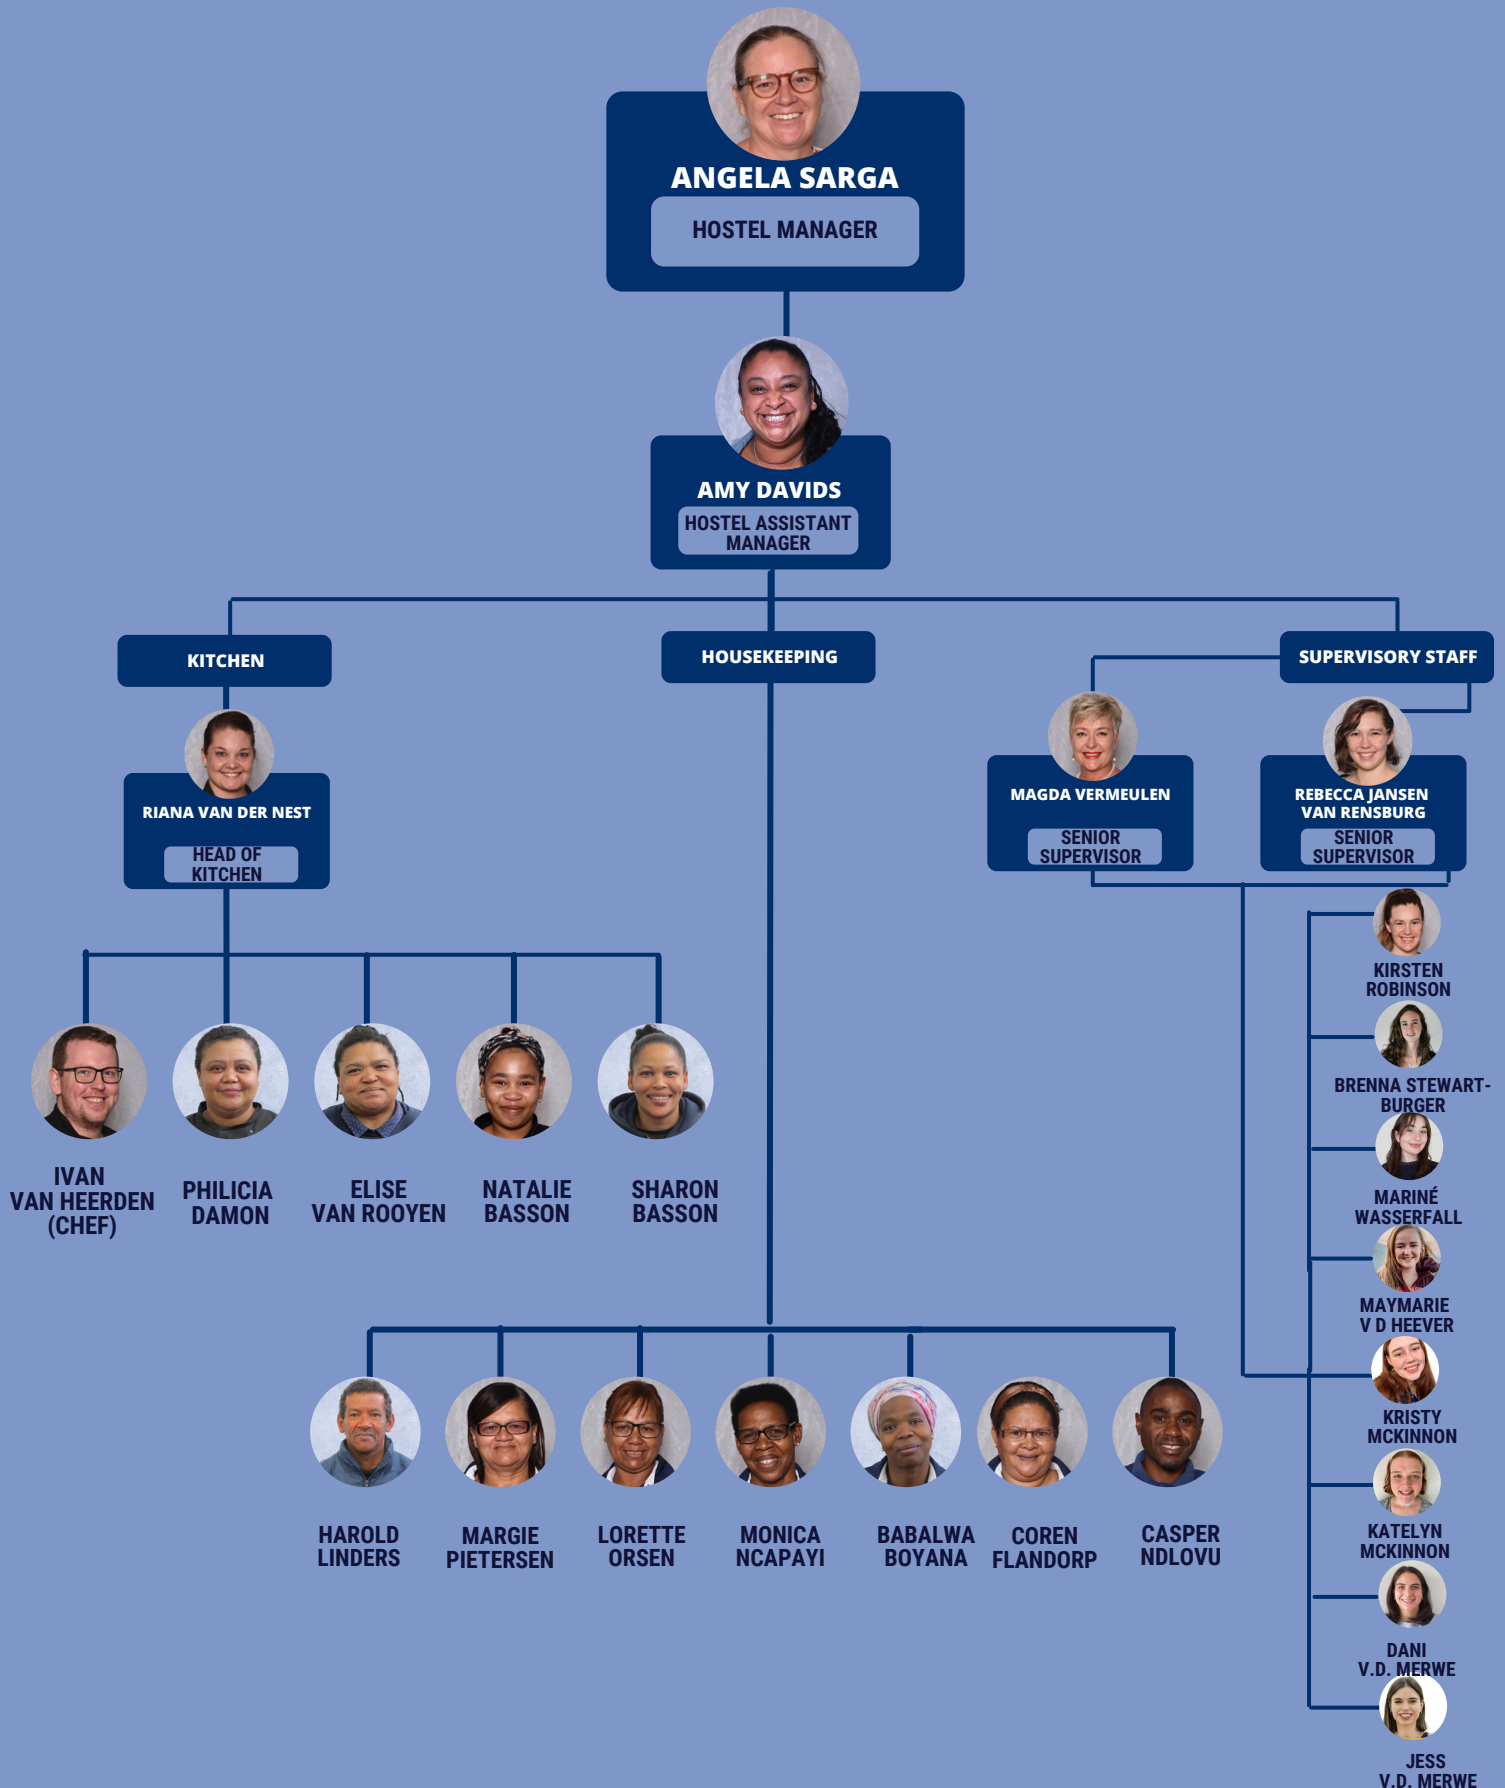 ANGELA SARGA
HOSTEL MANAGER
AMY DAVIDS
HOSTEL ASSISTANT
MANAGER
KITCHEN
HOUSEKEEPING
SUPERVISORY STAFF
RIANA VAN DER NEST
HEAD OF
KITCHEN
MAGDA VERMEULEN
SENIOR
SUPERVISOR
REBECCA JANSEN
VAN RENSBURG
SENIOR
SUPERVISOR
IVAN
VAN HEERDEN
(CHEF)
PHILICIA
DAMON
ELISE
VAN ROOYEN
NATALIE
BASSON
SHARON
BASSON
HAROLD
LINDERS
MARGIE
PIETERSEN
LORETTE
ORSEN
MONICA
NCAPAYI
BABALWA
BOYANA
COREN
FLANDORP
CASPER
NDLOVU
KIRSTEN
ROBINSON
BRENNA STEWART-
BURGER
MARINÉ
WASSERFALL
MAYMARIE
V D HEEVER
KRISTY
MCKINNON
KATELYN
MCKINNON
DANI
V.D. MERWE
JESS
V.D. MERWE